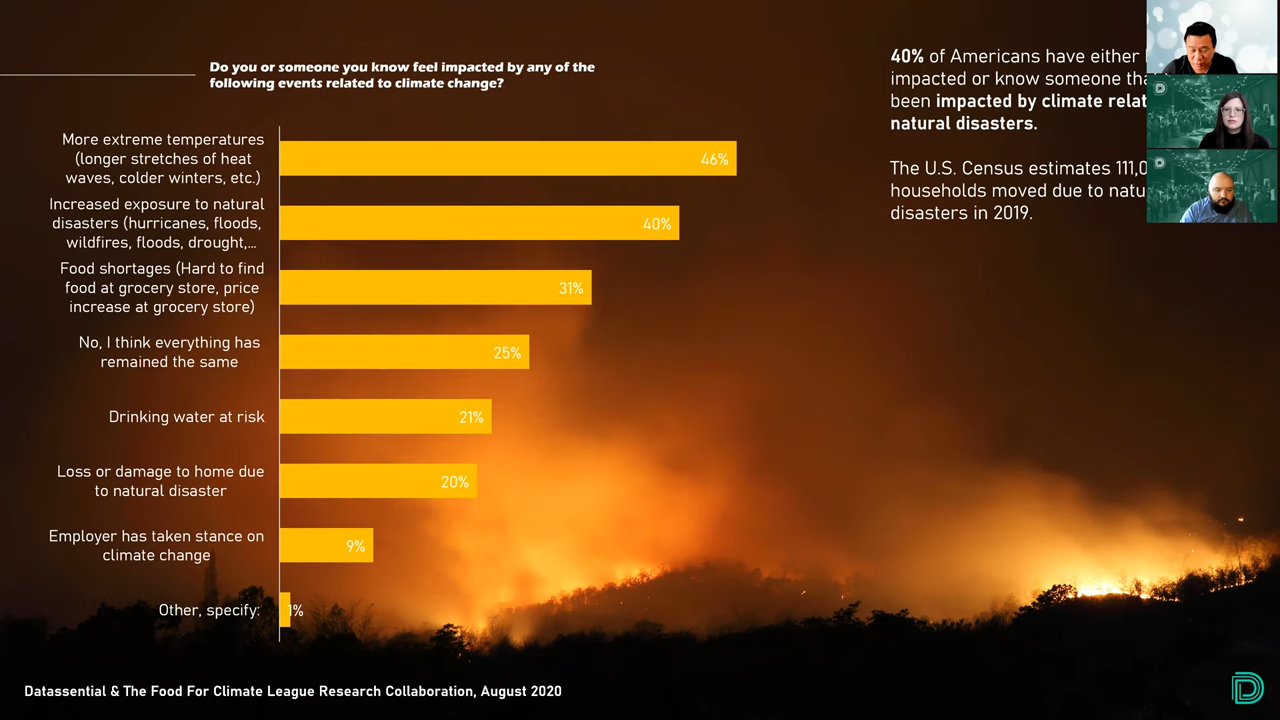 Do you or someone you know feel impacted by any of the
following events related to climate change?
40% of Americans have either
impacted or know someone
been impacted by climate
natural disasters.
The U.S. Census estimates
households moved due to
disasters in 2019.
More extreme temperatures
(longer stretches of heat
waves, colder winters, etc.)
46%
Increased exposure to natural
disasters (hurricanes, floods,
wildfires, floods, drought,...
40%
Food shortages (Hard to find
food at grocery store, price
increase at grocery store)
31%
No, I think everything has
remained the same
25%
Drinking water at risk
21%
Loss or damage to home due
to natural disaster
20%
Employer has taken stance on
climate change
9%
Other, specify:
1%
Datassential & The Food For Climate League Research Collaboration, August 2020